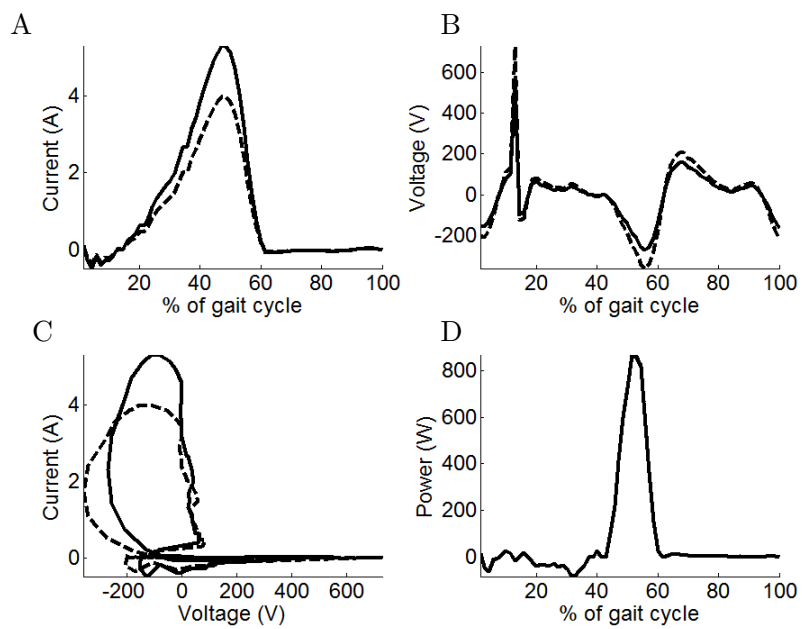 A
Current (A)
4
2
0
20 40 60 80 100
% of gait cycle
B
Voltage (V)
600
400
200
0
-200
20 40 60 80 100
% of gait cycle
C
Current (A)
4
2
0
-200 0 200 400 600
Voltage (V)
D
Power (W)
800
600
400
200
0
20 40 60 80 100
% of gait cycle